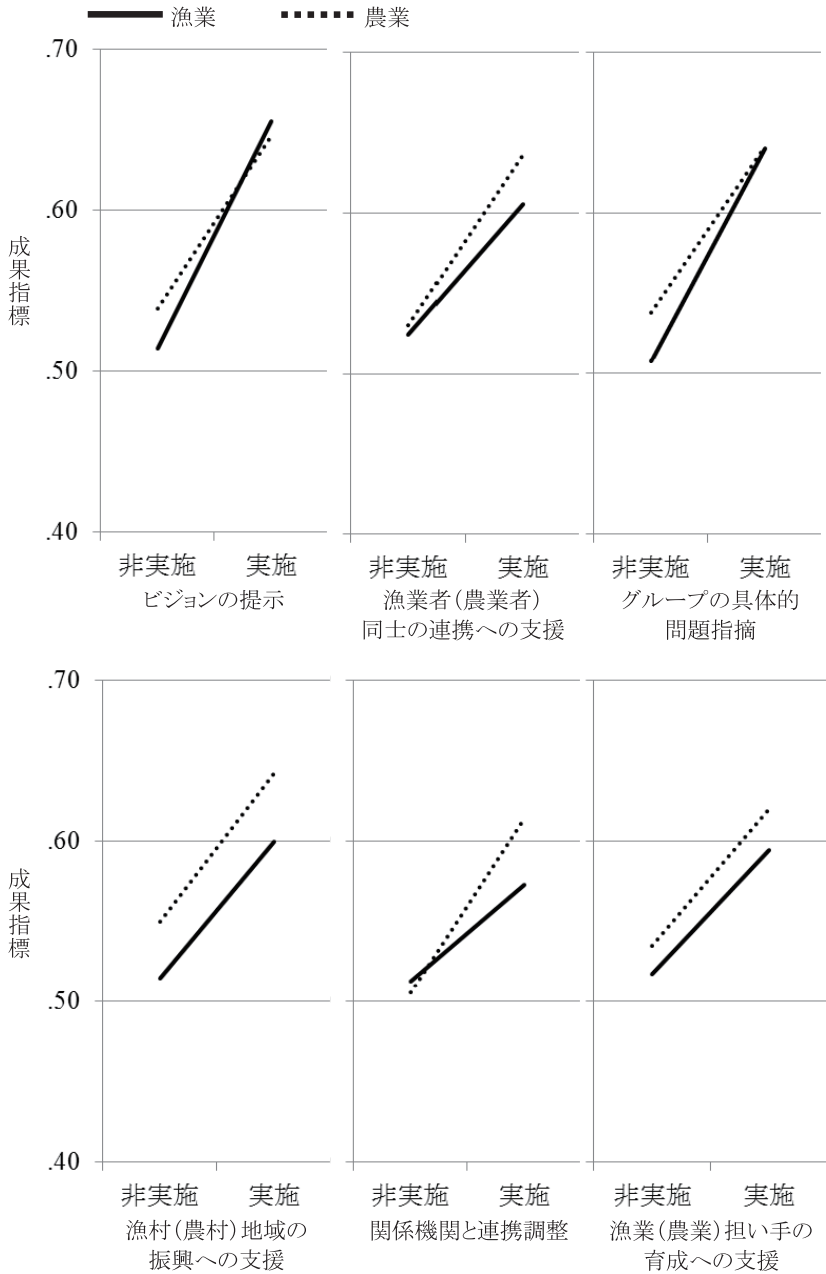 漁業 農業
.70
.60
成果指標
.50
.40
非実施 実施 非実施 実施 非実施 実施
ビジョンの提示 漁業者(農業者) グループの具体的
同士の連携への支援 問題指摘
.70
.60
成果指標
.50
.40
非実施 実施 非実施 実施 非実施 実施
漁村(農村)地域の 関係機関と連携調整 漁業(農業)担い手の
振興への支援 育成への支援